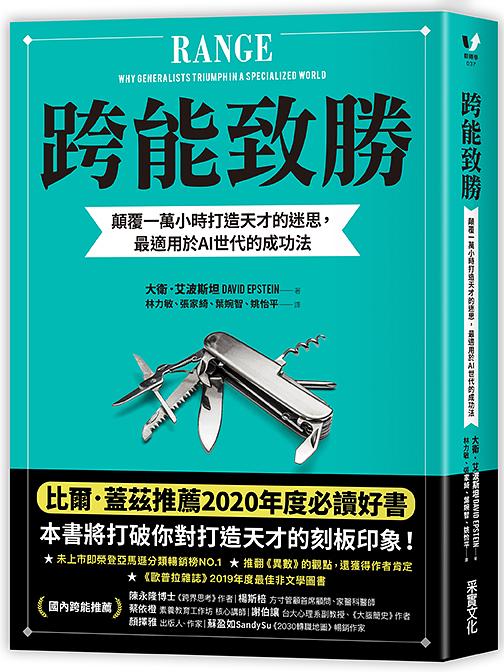 RANGE
WHY GENERALISTS TRIUMPH IN A SPECIALIZED WORLD
跨能致勝
顛覆一萬小時打造天才的迷思，
最適用於AI世代的成功法
大衛・艾波斯坦 DAVID EPSTEIN——著
林力敏、張家綺、葉婉智、姚怡平——譯
比爾・蓋茲推薦2020年度必讀好書
本書將打破你對打造天才的刻板印象！
★ 未上市即榮登亞馬遜分類暢銷榜NO.1 ★ 推翻《異數》的觀點，還獲得作者肯定
★ 《歐普拉雜誌》2019年度最佳非文學圖書
國內跨能推薦
陳永隆博士《跨界思考》作者│楊斯棓 方寸管顧首席顧問、家醫科醫師
蔡依橙 素養教育工作坊 核心講師│謝伯讓 台大心理系副教授、《大腦簡史》作者
顏擇雅 出版人、作家│蘇盈如SandySu《2030轉職地圖》暢銷作家
037
跨能致勝
顛覆一萬小時打造天才的迷思，最適用於AI世代的成功法
大衛・艾波斯坦 DAVID EPSTEIN——著
林力敏、張家綺、葉婉智、姚怡平——譯
采實文化